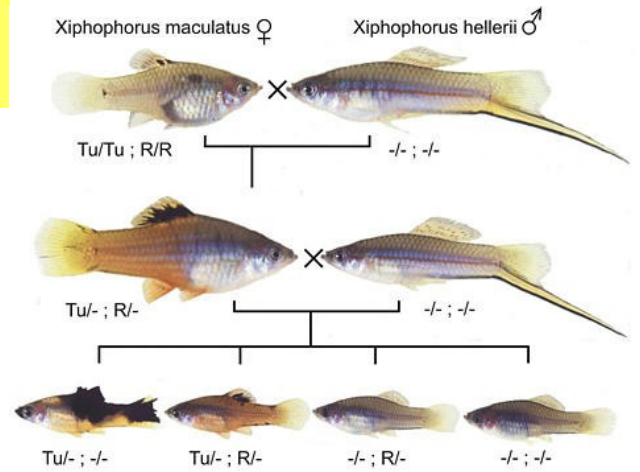 Xiphophorus maculatus ♀ Xiphophorus hellerii ♂
×
Tu/Tu ; R/R -/- ; -/-
×
Tu/- ; R/- -/- ; -/-
Tu/- ; -/- Tu/- ; R/- -/- ; R/- -/- ; -/-